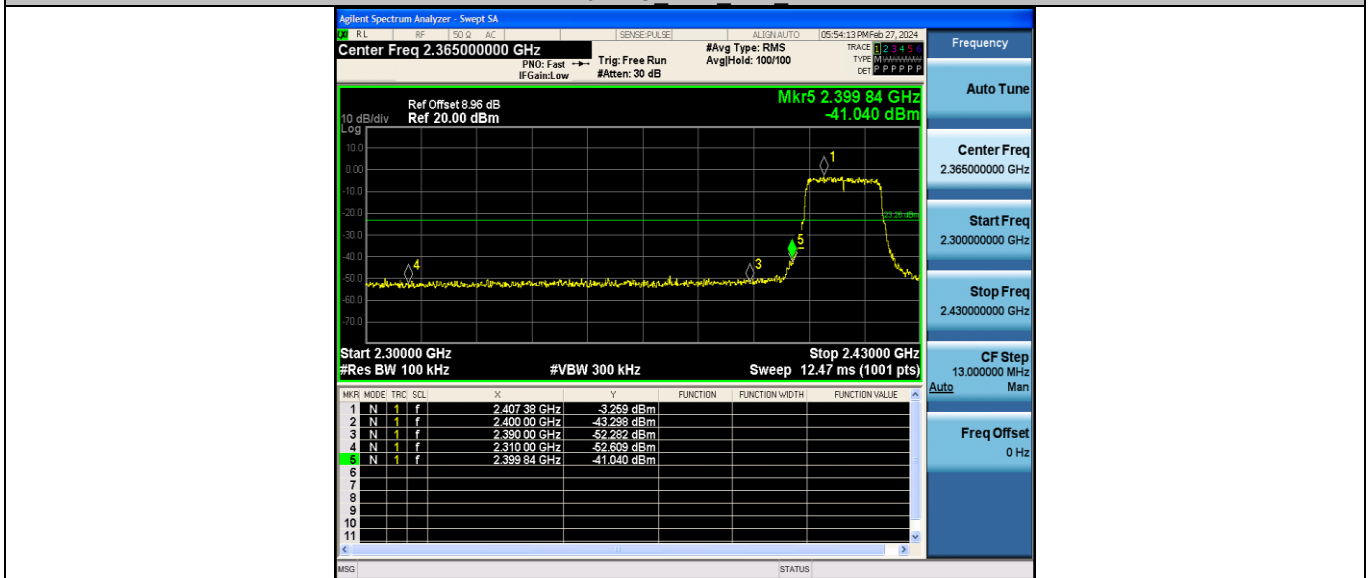 Agilent Spectrum Analyzer - Swept SA
LXI RL RF 50 Ω AC SENSE:PULSE ALIGNAUTO 05:54:13 PMFeb 27, 2024
Center Freq 2.365000000 GHz
PNO: Fast
IFGain:Low
Trig: Free Run
#Atten: 30 dB
#Avg Type: RMS
Avg|Hold: 100/100
TRACE 1 2 3 4 5 6
TYPE M
DET P P P P P P
Mkr5 2.399 84 GHz
-41.040 dBm
Ref Offset 8.96 dB
10 dB/div Ref 20.00 dBm
Log
10.0
0.00
-10.0
-20.0
-30.0
-40.0
-50.0
-60.0
-70.0
1
5
3
4
Start 2.30000 GHz Stop 2.43000 GHz
#Res BW 100 kHz #VBW 300 kHz Sweep 12.47 ms (1001 pts)
MKR MODE TRC SCL X Y FUNCTION FUNCTION WIDTH FUNCTION VALUE
1 N 1 f 2.407 38 GHz -3.259 dBm
2 N 1 f 2.400 00 GHz -43.298 dBm
3 N 1 f 2.390 00 GHz -52.282 dBm
4 N 1 f 2.310 00 GHz -52.609 dBm
5 N 1 f 2.399 84 GHz -41.040 dBm
6
7
8
9
10
11
MSG STATUS
Frequency
Auto Tune
Center Freq
2.365000000 GHz
Start Freq
2.300000000 GHz
Stop Freq
2.430000000 GHz
CF Step
13.000000 MHz
Auto Man
Freq Offset
0 Hz